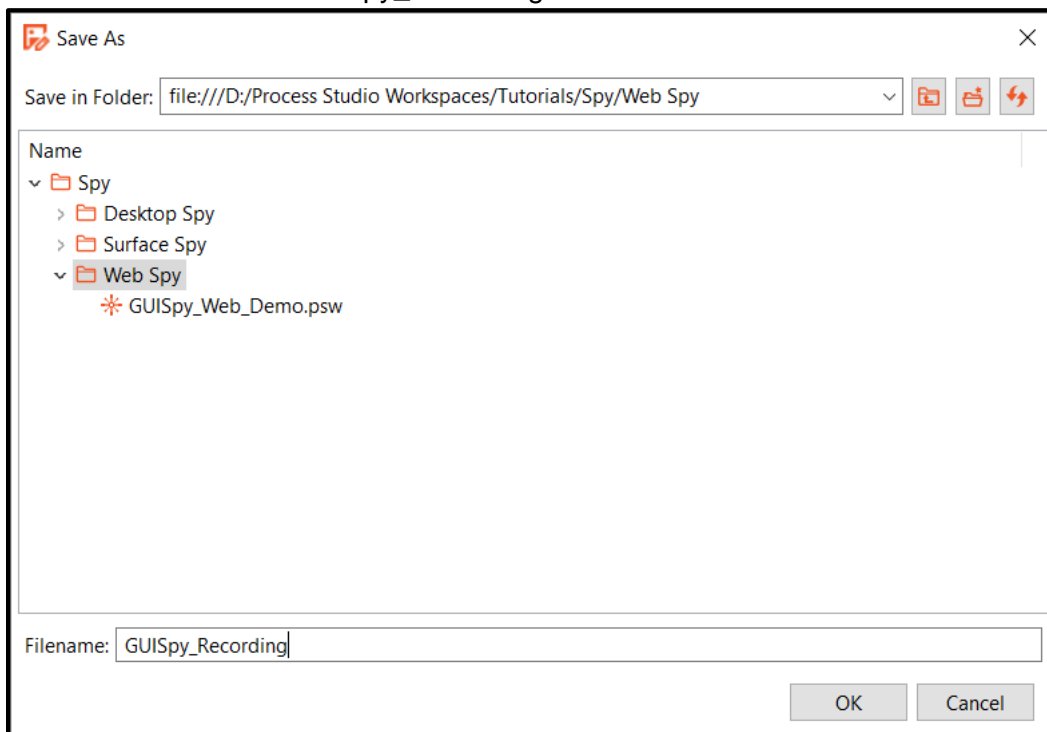 Save As
Save in Folder: file:///D:/Process Studio Workspaces/Tutorials/Spy/Web Spy
Name
Spy
Desktop Spy
Surface Spy
Web Spy
GUISpy_Web_Demo.psw
Filename: GUISpy_Recording
OK Cancel